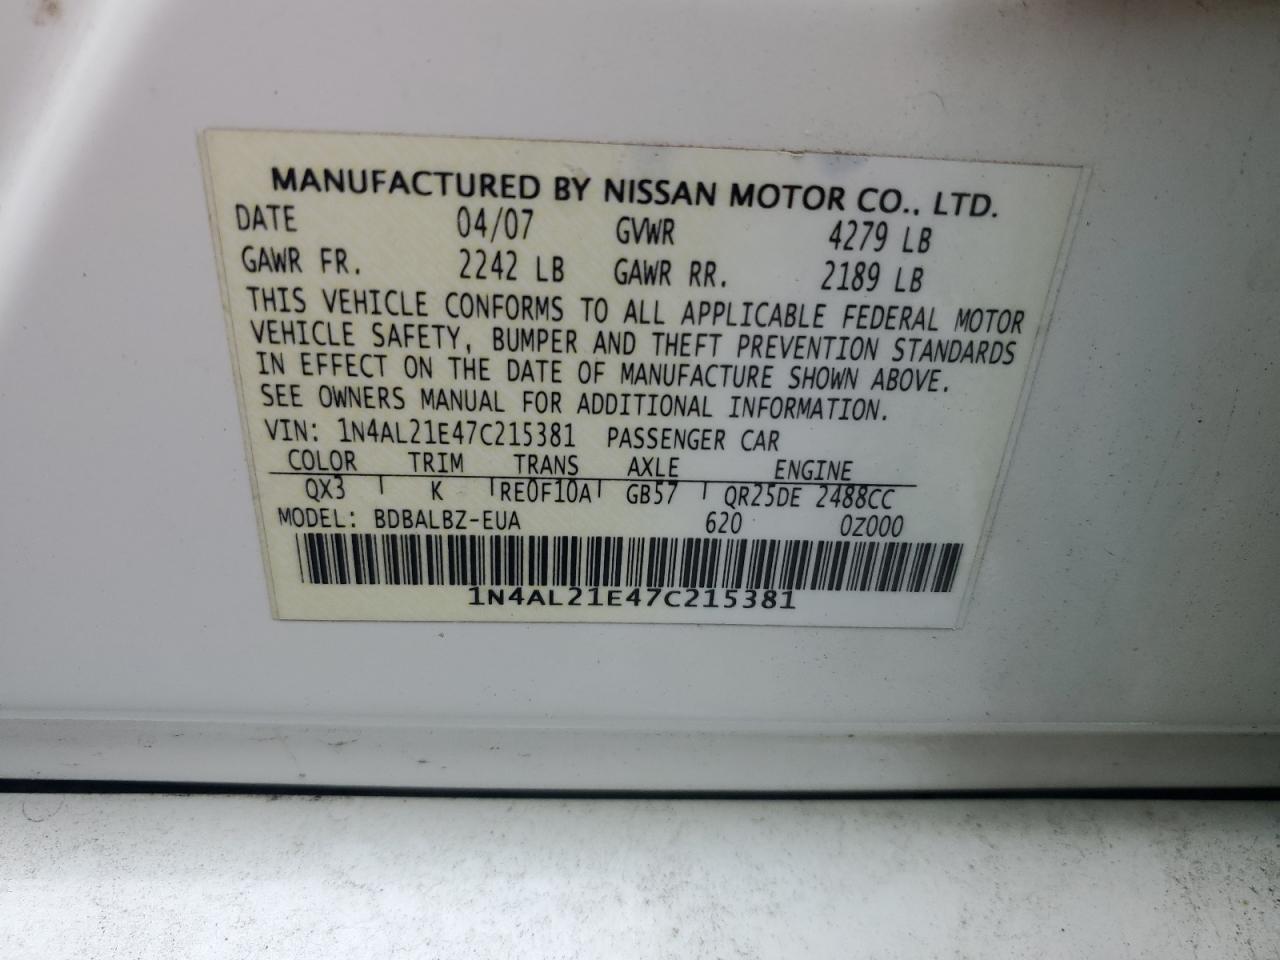 MANUFACTURED BY NISSAN MOTOR CO., LTD.
DATE 04/07 GVWR 4279 LB
GAWR FR. 2242 LB GAWR RR. 2189 LB
THIS VEHICLE CONFORMS TO ALL APPLICABLE FEDERAL MOTOR
VEHICLE SAFETY, BUMPER AND THEFT PREVENTION STANDARDS
IN EFFECT ON THE DATE OF MANUFACTURE SHOWN ABOVE.
SEE OWNERS MANUAL FOR ADDITIONAL INFORMATION.
VIN: 1N4AL21E47C215381 PASSENGER CAR
COLOR TRIM TRANS AXLE ENGINE
QX3 K RE0F10A GB57 QR25DE 2488CC
MODEL: BDBALBZ-EUA 620 0Z000
1N4AL21E47C215381